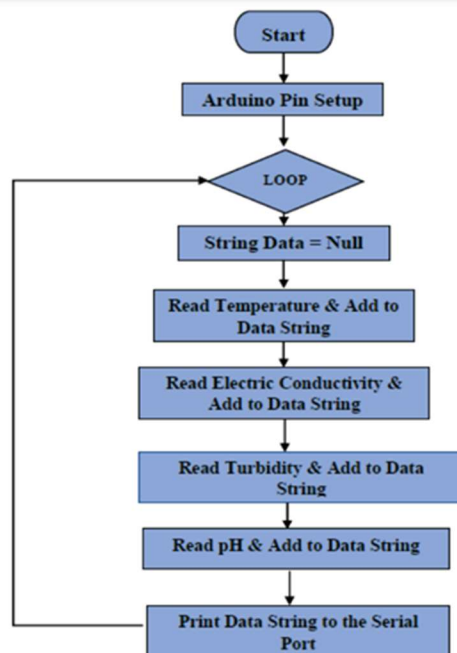 Start
Arduino Pin Setup
LOOP
String Data = Null
Read Temperature & Add to
Data String
Read Electric Conductivity &
Add to Data String
Read Turbidity & Add to Data
String
Read pH & Add to Data String
Print Data String to the Serial
Port